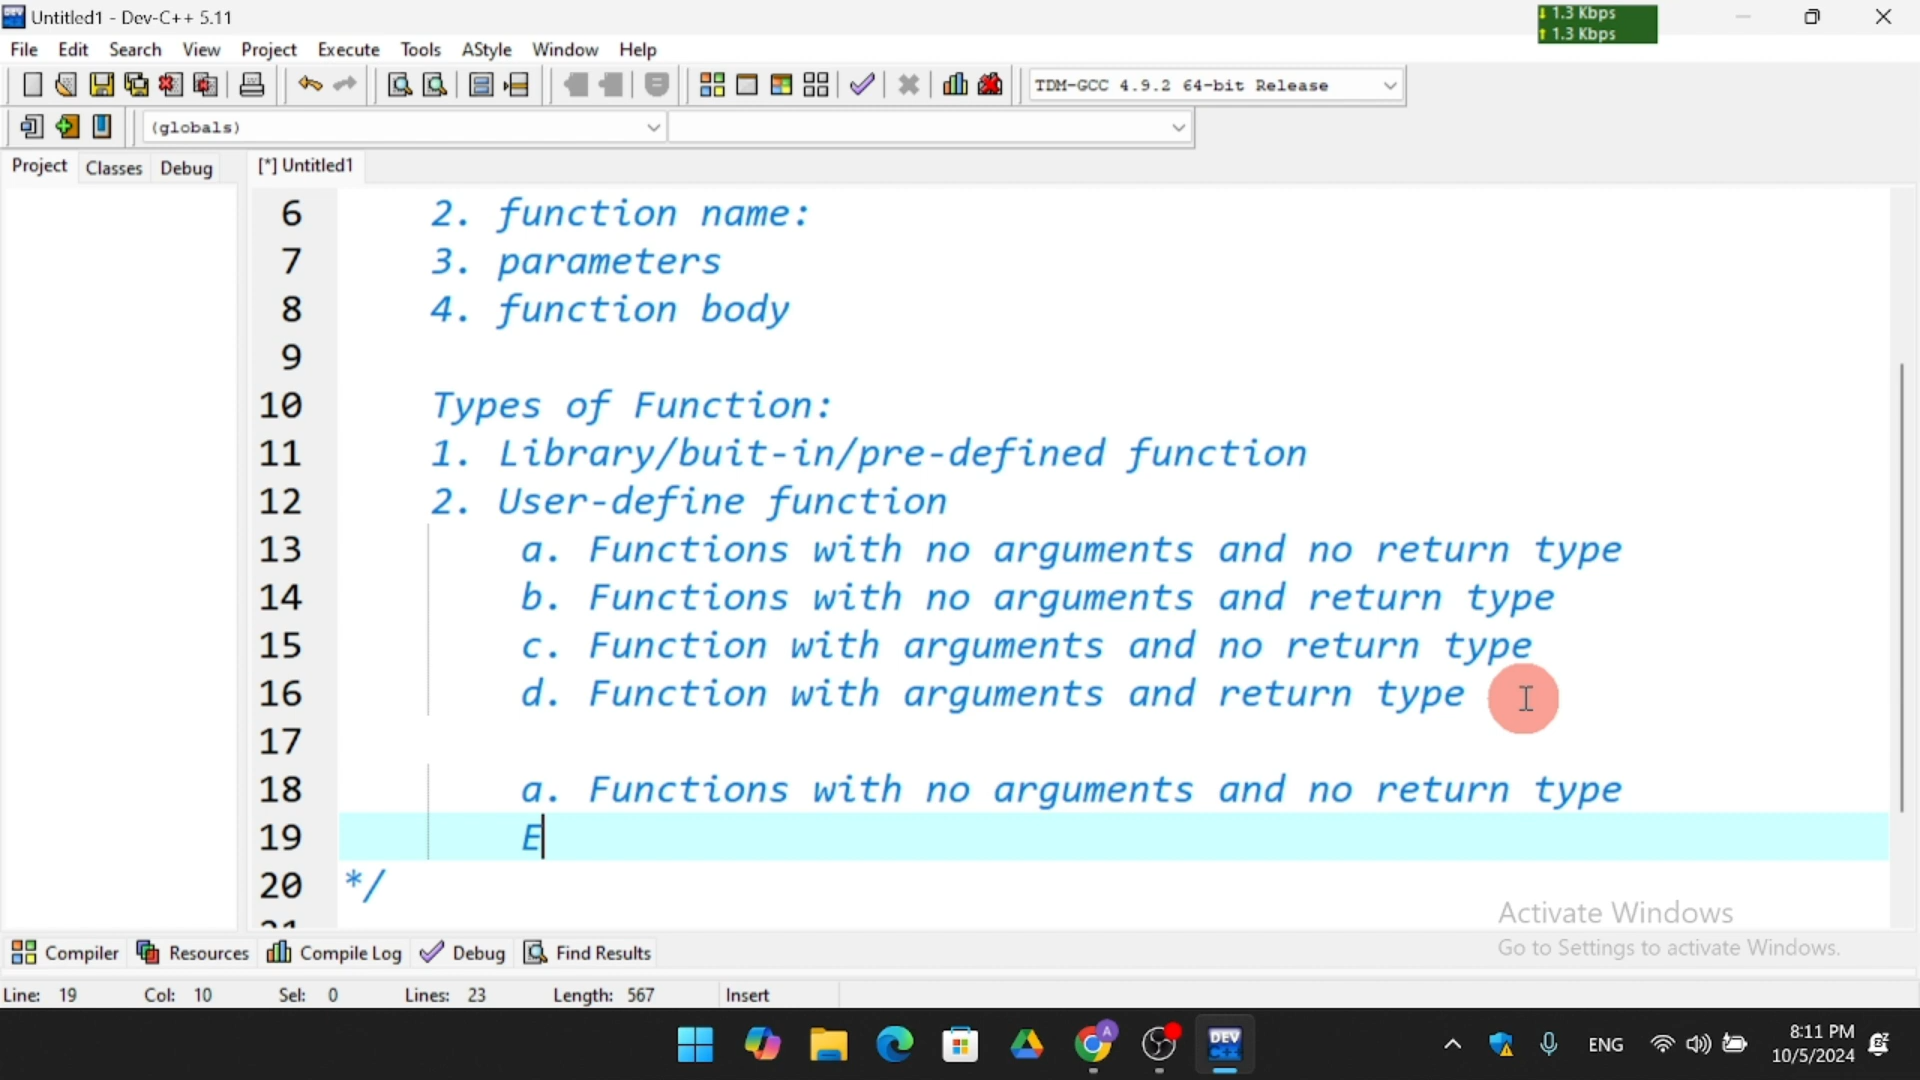 Untitled1 - Dev-C++ 5.11
1.3 Kbps
1.3 Kbps
File Edit Search View Project Execute Tools AStyle Window Help
TDM-GCC 4.9.2 64-bit Release
(globals)
Project Classes Debug
[*] Untitled1
6 2. function name:
7 3. parameters
8 4. function body
9
10 Types of Function:
11 1. Library/buit-in/pre-defined function
12 2. User-define function
13 a. Functions with no arguments and no return type
14 b. Functions with no arguments and return type
15 c. Function with arguments and no return type
16 d. Function with arguments and return type
17
18 a. Functions with no arguments and no return type
19 E
20 */
Activate Windows
Go to Settings to activate Windows.
Compiler Resources Compile Log Debug Find Results
Line: 19 Col: 10 Sel: 0 Lines: 23 Length: 567 Insert
DEV C++
ENG
8:11 PM
10/5/2024